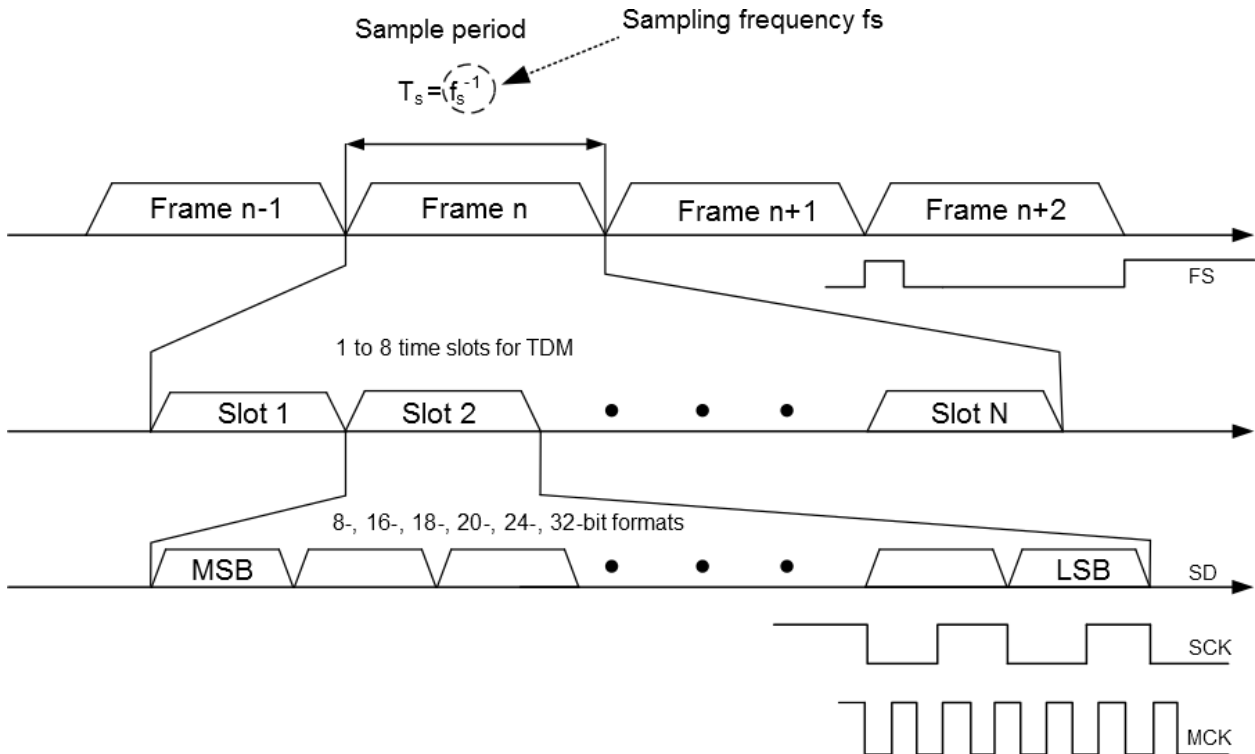 Sample period
Sampling frequency fs
Tₛ=fₛ⁻¹
Frame n-1
Frame n
Frame n+1
Frame n+2
FS
1 to 8 time slots for TDM
Slot 1
Slot 2
Slot N
8-, 16-, 18-, 20-, 24-, 32-bit formats
MSB
LSB
SD
SCK
MCK